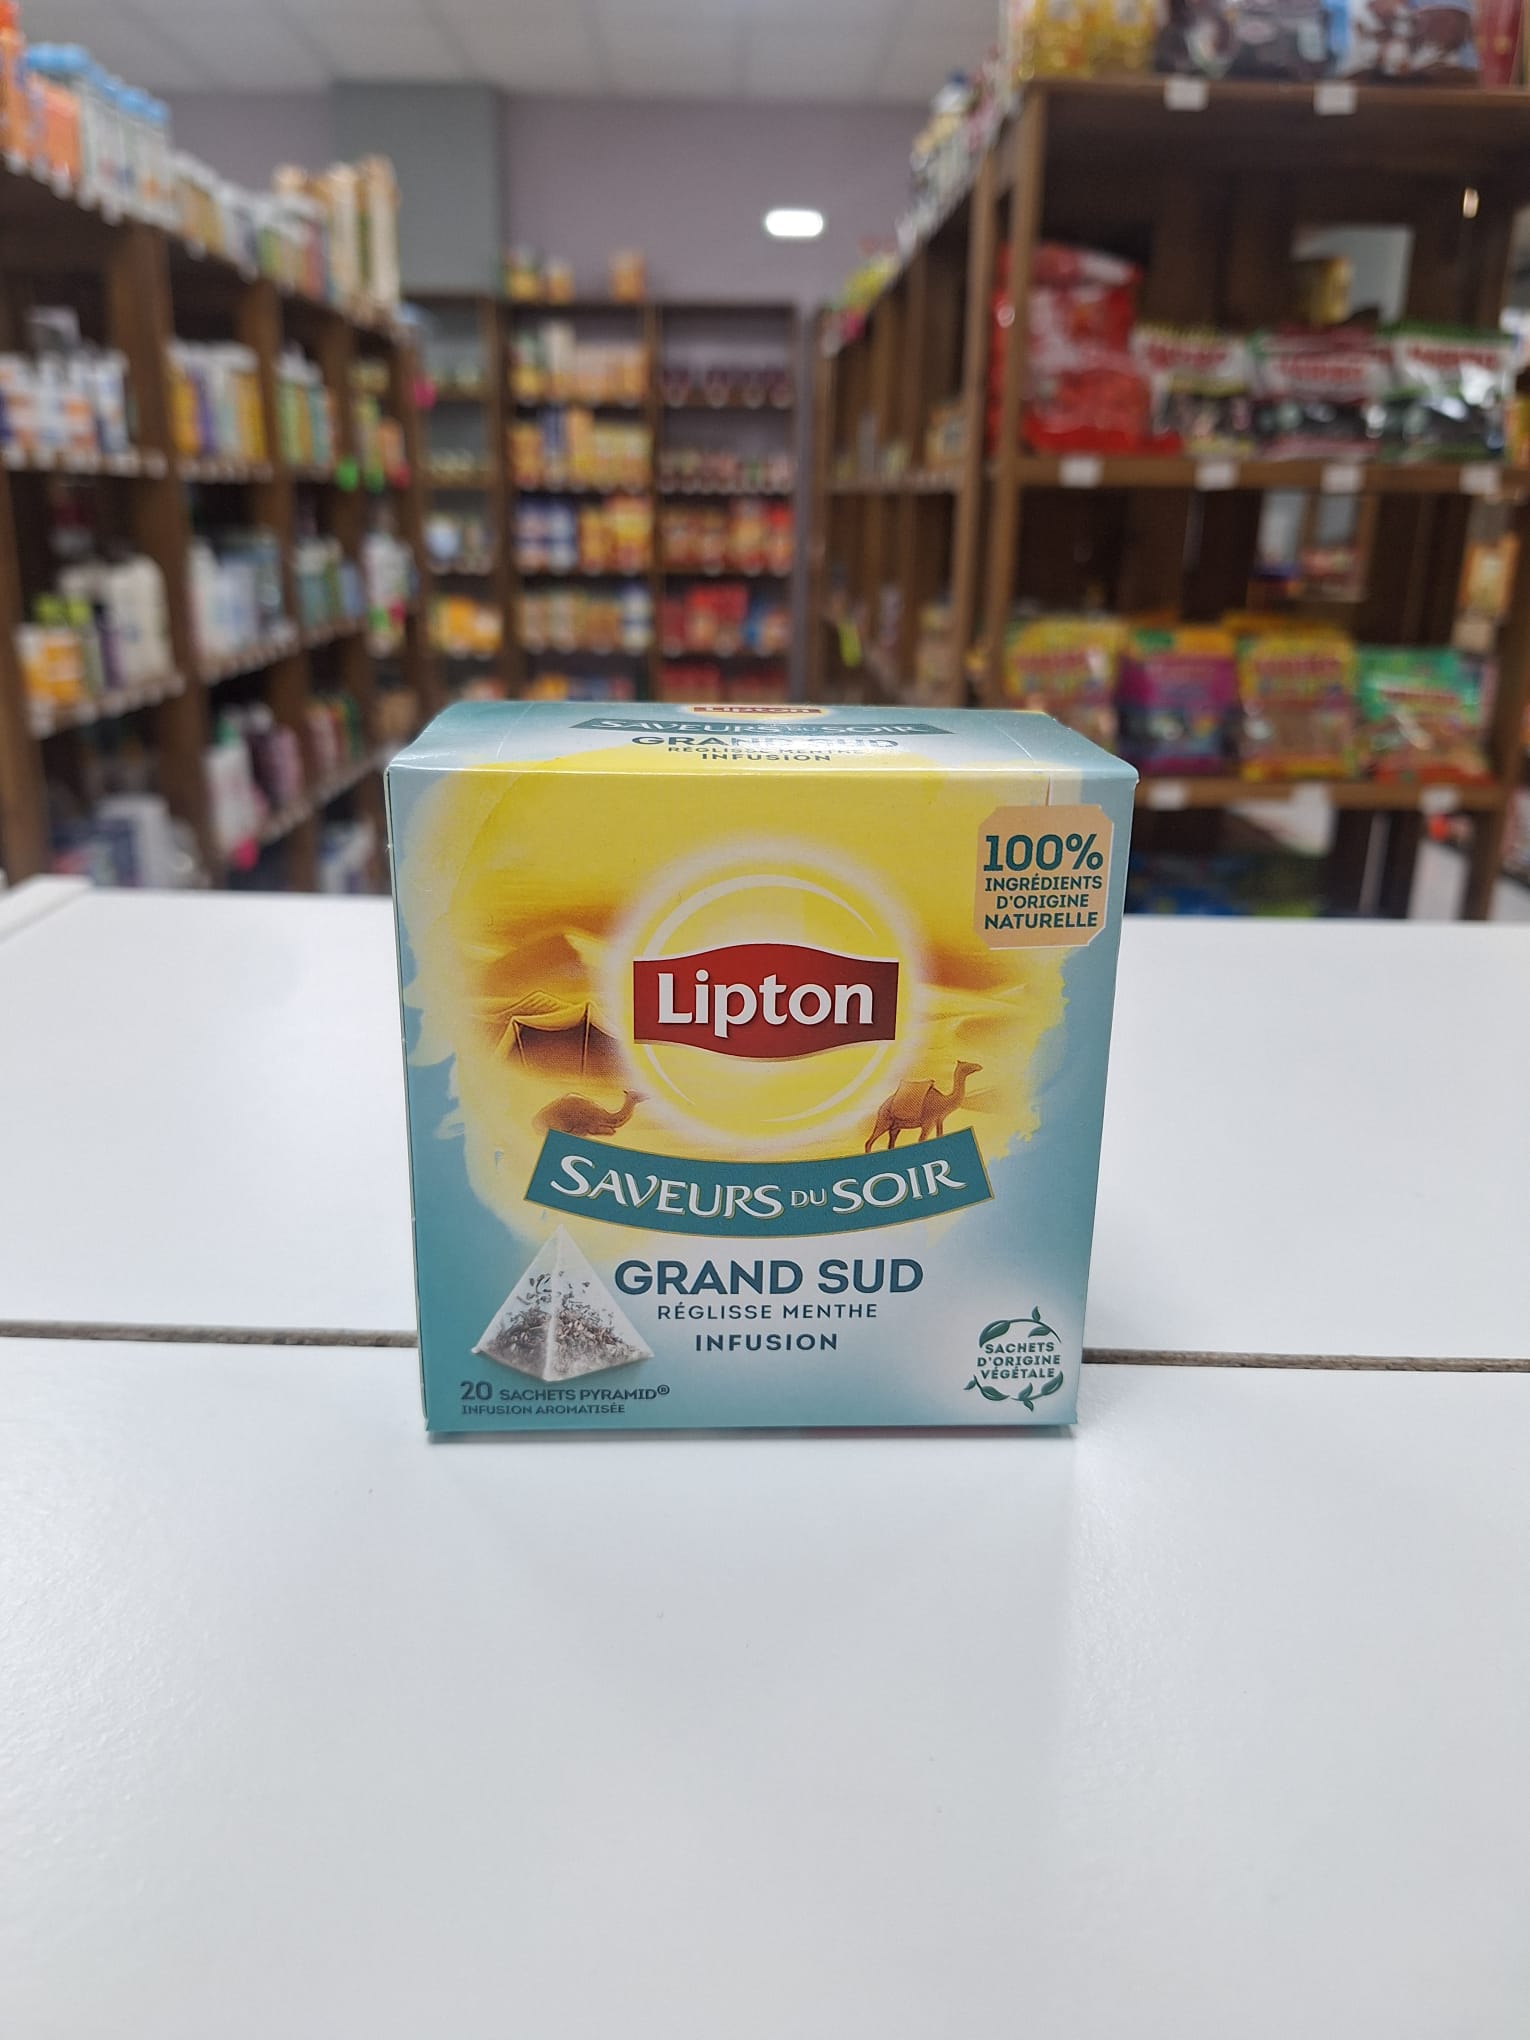 SAVEURS DU SOIR
GRAND SUD
RÉGLISSE MENTHE
INFUSION
100%
INGRÉDIENTS
D'ORIGINE
NATURELLE
Lipton
SAVEURS DU SOIR
GRAND SUD
RÉGLISSE MENTHE
INFUSION
SACHETS
D'ORIGINE
VÉGÉTALE
20 SACHETS PYRAMID®
INFUSION AROMATISÉE